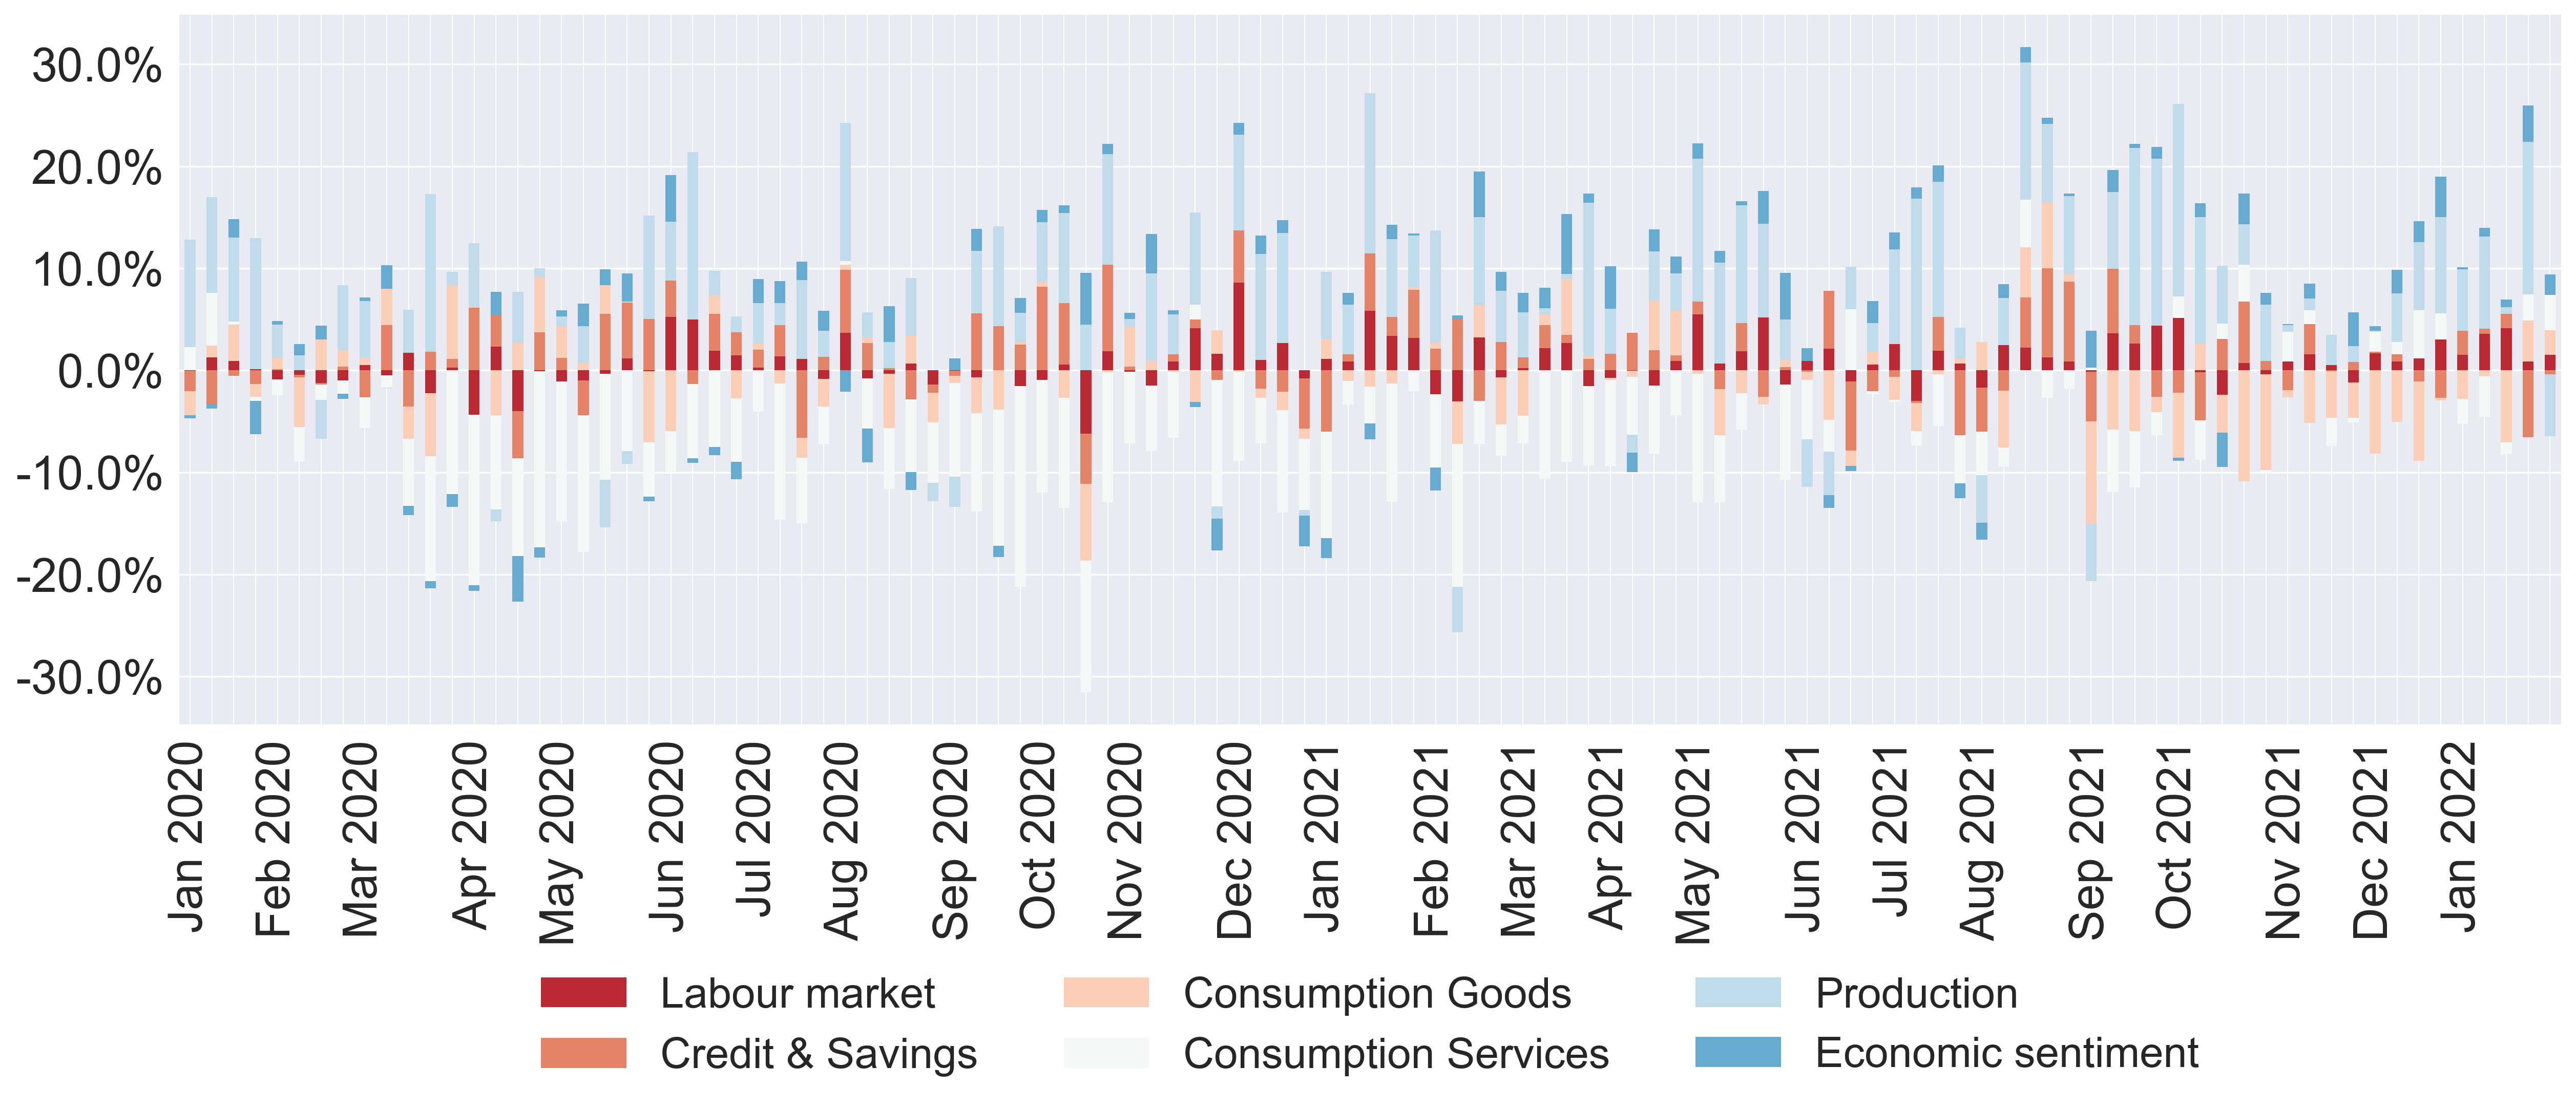 30.0%
20.0%
10.0%
0.0%
-10.0%
-20.0%
-30.0%
Jan 2020
Feb 2020
Mar 2020
Apr 2020
May 2020
Jun 2020
Jul 2020
Aug 2020
Sep 2020
Oct 2020
Nov 2020
Dec 2020
Jan 2021
Feb 2021
Mar 2021
Apr 2021
May 2021
Jun 2021
Jul 2021
Aug 2021
Sep 2021
Oct 2021
Nov 2021
Dec 2021
Jan 2022
Labour market
Credit & Savings
Consumption Goods
Consumption Services
Production
Economic sentiment